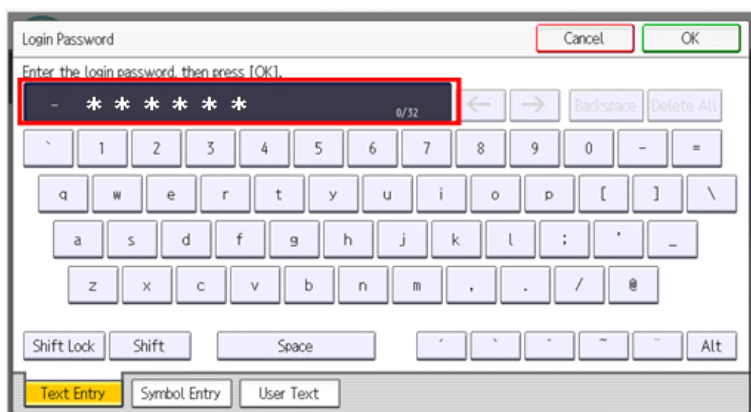 Login Password Cancel OK
Enter the login password, then press [OK].
- ****** 0/32 ← → Backspace Delete All
` 1 2 3 4 5 6 7 8 9 0 - =
q w e r t y u i o p [ ] \
a s d f g h j k l ; ' _
z x c v b n m , . / @
Shift Lock Shift Space ´ ` ^ ~ ¨ Alt
Text Entry Symbol Entry User Text